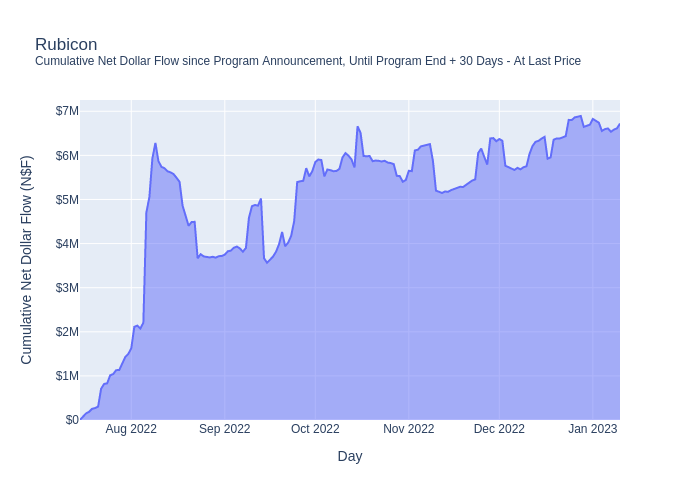 Rubicon
Cumulative Net Dollar Flow since Program Announcement, Until Program End + 30 Days - At Last Price
$7M
$6M
$5M
$4M
$3M
$2M
$1M
$0
Cumulative Net Dollar Flow (N$F)
Aug 2022
Sep 2022
Oct 2022
Nov 2022
Dec 2022
Jan 2023
Day